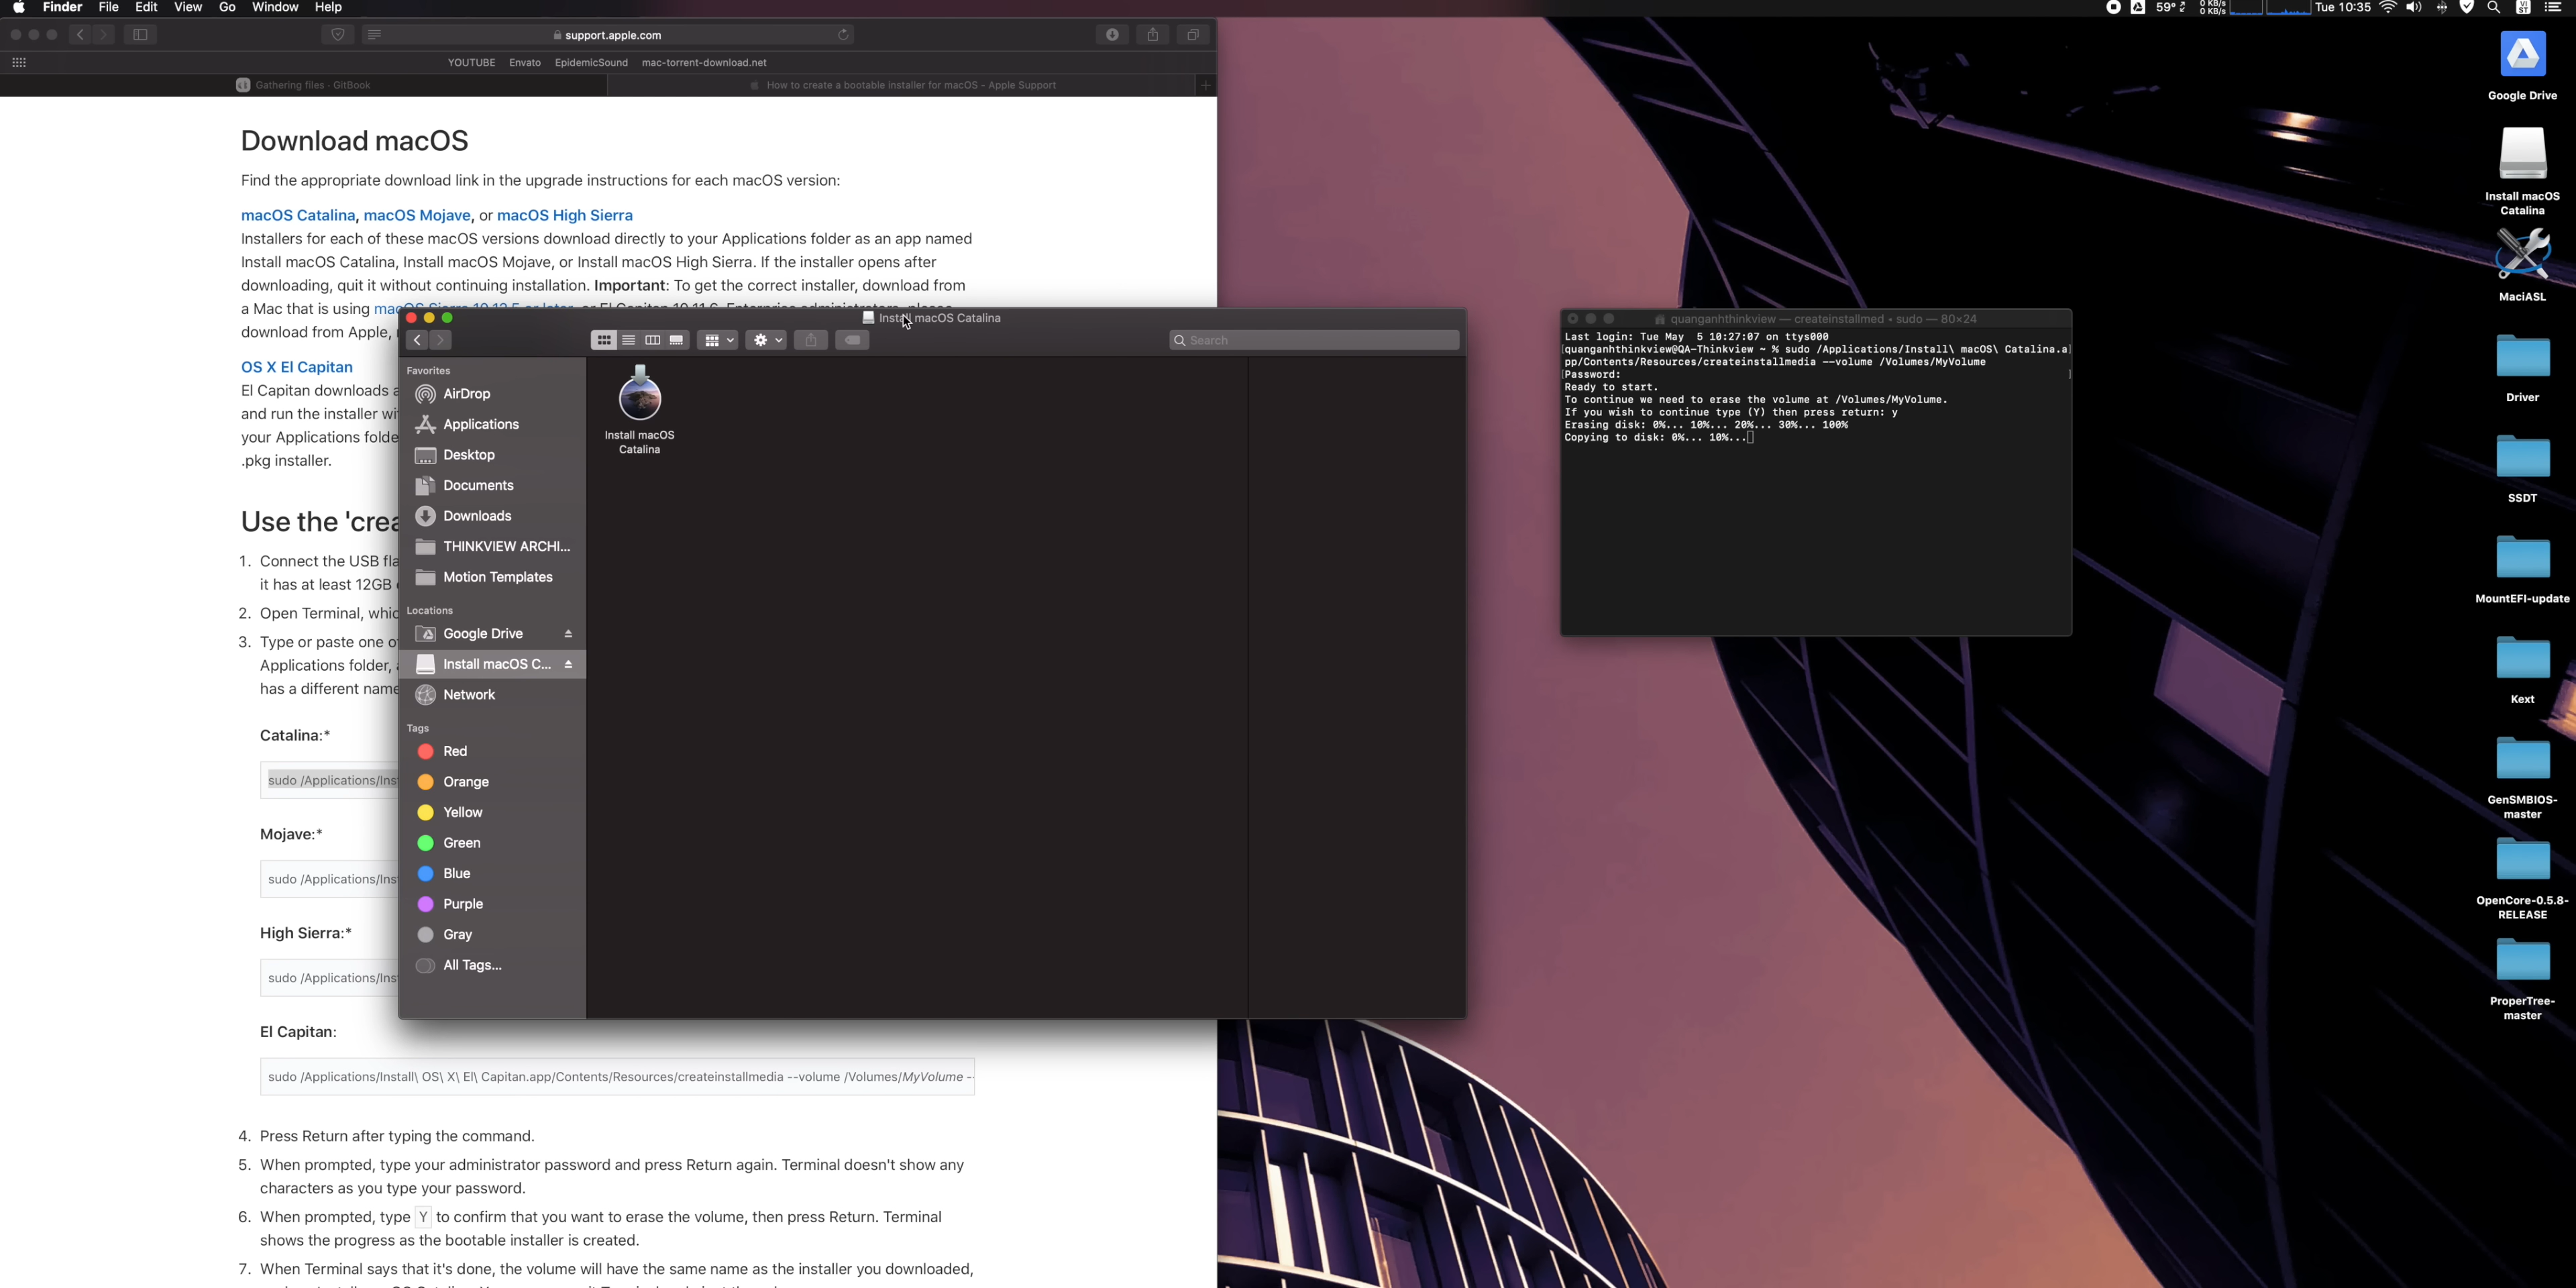 Finder File Edit View Go Window Help
59° 0 KB/s 0 KB/s Tue 10:35 VI ST
support.apple.com
YOUTUBE Envato EpidemicSound mac-torrent-download.net
Gathering files - GitBook
How to create a bootable installer for macOS - Apple Support
Download macOS
Find the appropriate download link in the upgrade instructions for each macOS version:
macOS Catalina, macOS Mojave, or macOS High Sierra
Installers for each of these macOS versions download directly to your Applications folder as an app named
Install macOS Catalina, Install macOS Mojave, or Install macOS High Sierra. If the installer opens after
downloading, quit it without continuing installation. Important: To get the correct installer, download from
a Mac that is using
download from Apple,
OS X El Capitan
El Capitan downloads
and run the installer
your Applications
.pkg installer.
Use the
1. Connect the USB
it has at least 12GB
2. Open Terminal,
3. Type or paste one
Applications folder,
has a different
Catalina:*
sudo /Applications/
Mojave:*
sudo /Applications/
High Sierra:*
sudo /Applications/
El Capitan:
sudo /Applications/Install\ OS\ X\ El\ Capitan.app/Contents/Resources/createinstallmedia --volume /Volumes/MyVolume -
4. Press Return after typing the command.
5. When prompted, type your administrator password and press Return again. Terminal doesn't show any
characters as you type your password.
6. When prompted, type Y to confirm that you want to erase the volume, then press Return. Terminal
shows the progress as the bootable installer is created.
7. When Terminal says that it's done, the volume will have the same name as the installer you downloaded,
Install macOS Catalina
Search
Favorites
AirDrop
Applications
Desktop
Documents
Downloads
THINKVIEW ARCHI...
Motion Templates
Locations
Google Drive
Install macOS C...
Network
Tags
Red
Orange
Yellow
Green
Blue
Purple
Gray
All Tags...
Install macOS
Catalina
quanganhthinkview — createinstallmed • sudo — 80×24
Last login: Tue May  5 10:27:07 on ttys000
[quanganhthinkview@QA-Thinkview ~ % sudo /Applications/Install\ macOS\ Catalina.a]
pp/Contents/Resources/createinstallmedia --volume /Volumes/MyVolume
[Password: ]
Ready to start.
To continue we need to erase the volume at /Volumes/MyVolume.
If you wish to continue type (Y) then press return: y
Erasing disk: 0%... 10%... 20%... 30%... 100%
Copying to disk: 0%... 10%...
Google Drive
Install macOS
Catalina
MaciASL
Driver
SSDT
MountEFI-update
Kext
GenSMBIOS-
master
OpenCore-0.5.8-
RELEASE
ProperTree-
master